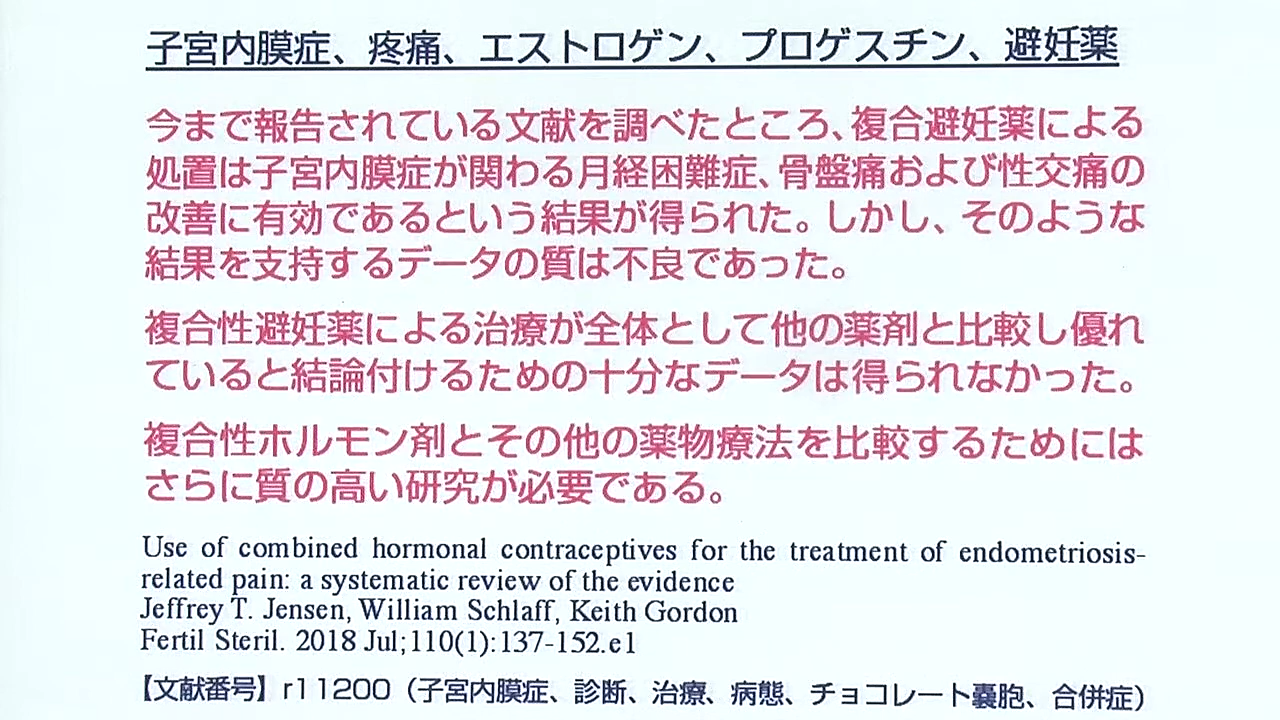 子宮内膜症、疼痛、エストロゲン、プロゲスチン、避妊薬
今まで報告されている文献を調べたところ、複合避妊薬による
処置は子宮内膜症が関わる月経困難症、骨盤痛および性交痛の
改善に有効であるという結果が得られた。しかし、そのような
結果を支持するデータの質は不良であった。
複合性避妊薬による治療が全体として他の薬剤と比較し優れ
ていると結論付けるための十分なデータは得られなかった。
複合性ホルモン剤とその他の薬物療法を比較するためには
さらに質の高い研究が必要である。
Use of combined hormonal contraceptives for the treatment of endometriosis-
related pain: a systematic review of the evidence
Jeffrey T. Jensen, William Schlaff, Keith Gordon
Fertil Steril. 2018 Jul;110(1):137-152.e1
【文献番号】r11200（子宮内膜症、診断、治療、病態、チョコレート嚢胞、合併症）